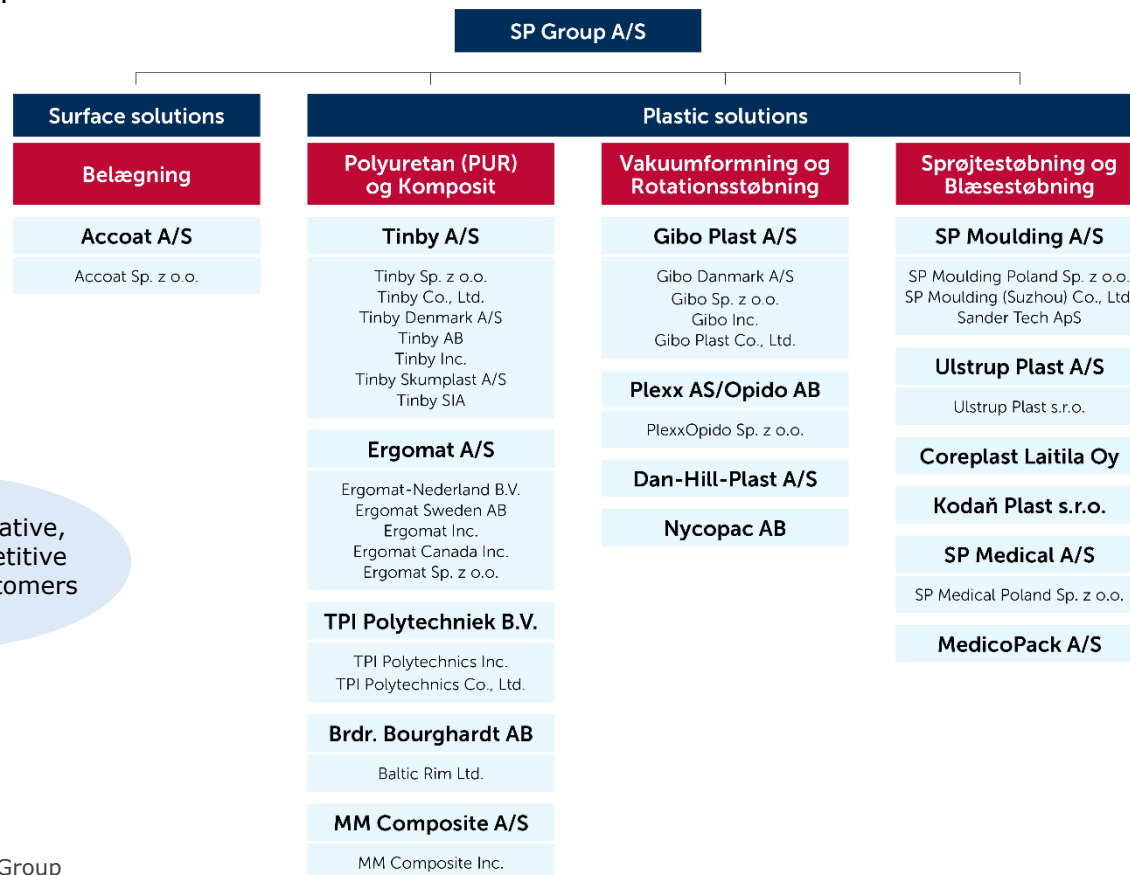 SP Group A/S
Surface solutions
Plastic solutions
Belægning
Accoat A/S
Accoat Sp. z o.o.
Polyuretan (PUR)
og Komposit
Tinby A/S
Tinby Sp. z o.o.
Tinby Co., Ltd.
Tinby Denmark A/S
Tinby AB
Tinby Inc.
Tinby Skumplast A/S
Tinby SIA
Ergomat A/S
Ergomat-Nederland B.V.
Ergomat Sweden AB
Ergomat Inc.
Ergomat Canada Inc.
Ergomat Sp. z o.o.
TPI Polytechniek B.V.
TPI Polytechnics Inc.
TPI Polytechnics Co., Ltd.
Brdr. Bourghardt AB
Baltic Rim Ltd.
MM Composite A/S
MM Composite Inc.
Vakuumformning og
Rotationsstøbning
Gibo Plast A/S
Gibo Danmark A/S
Gibo Sp. z o.o.
Gibo Inc.
Gibo Plast Co., Ltd.
Plexx AS/Opido AB
PlexxOpido Sp. z o.o.
Dan-Hill-Plast A/S
Nycopac AB
Sprøjtestøbning og
Blæsestøbning
SP Moulding A/S
SP Moulding Poland Sp. z o.o.
SP Moulding (Suzhou) Co., Ltd
Sander Tech ApS
Ulstrup Plast A/S
Ulstrup Plast s.r.o.
Coreplast Laitila Oy
Kodaň Plast s.r.o.
SP Medical A/S
SP Medical Poland Sp. z o.o.
MedicoPack A/S
ative,
etitive
tomers
Group